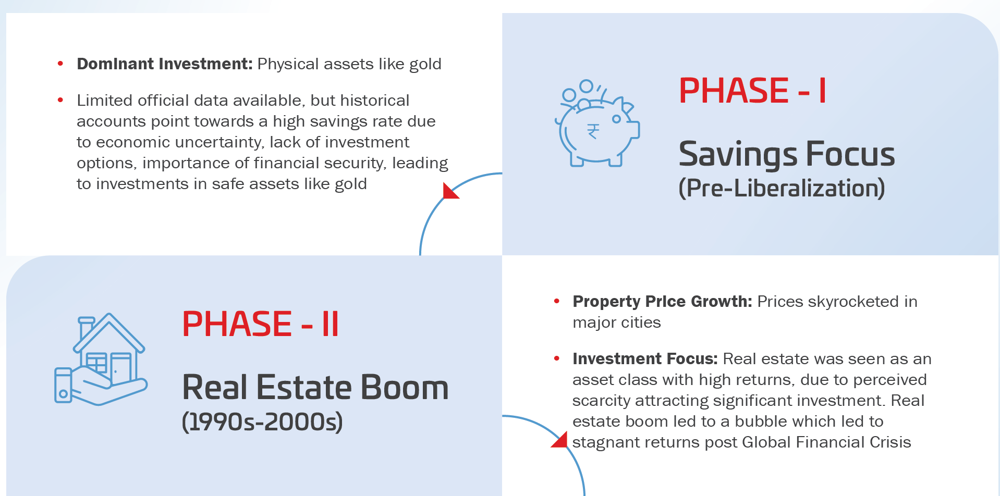 • Dominant Investment: Physical assets like gold
• Limited official data available, but historical
accounts point towards a high savings rate due
to economic uncertainty, lack of investment
options, importance of financial security, leading
to investments in safe assets like gold
₹
PHASE - I
Savings Focus
(Pre-Liberalization)
PHASE - II
Real Estate Boom
(1990s-2000s)
• Property Price Growth: Prices skyrocketed in
major cities
• Investment Focus: Real estate was seen as an
asset class with high returns, due to perceived
scarcity attracting significant investment. Real
estate boom led to a bubble which led to
stagnant returns post Global Financial Crisis